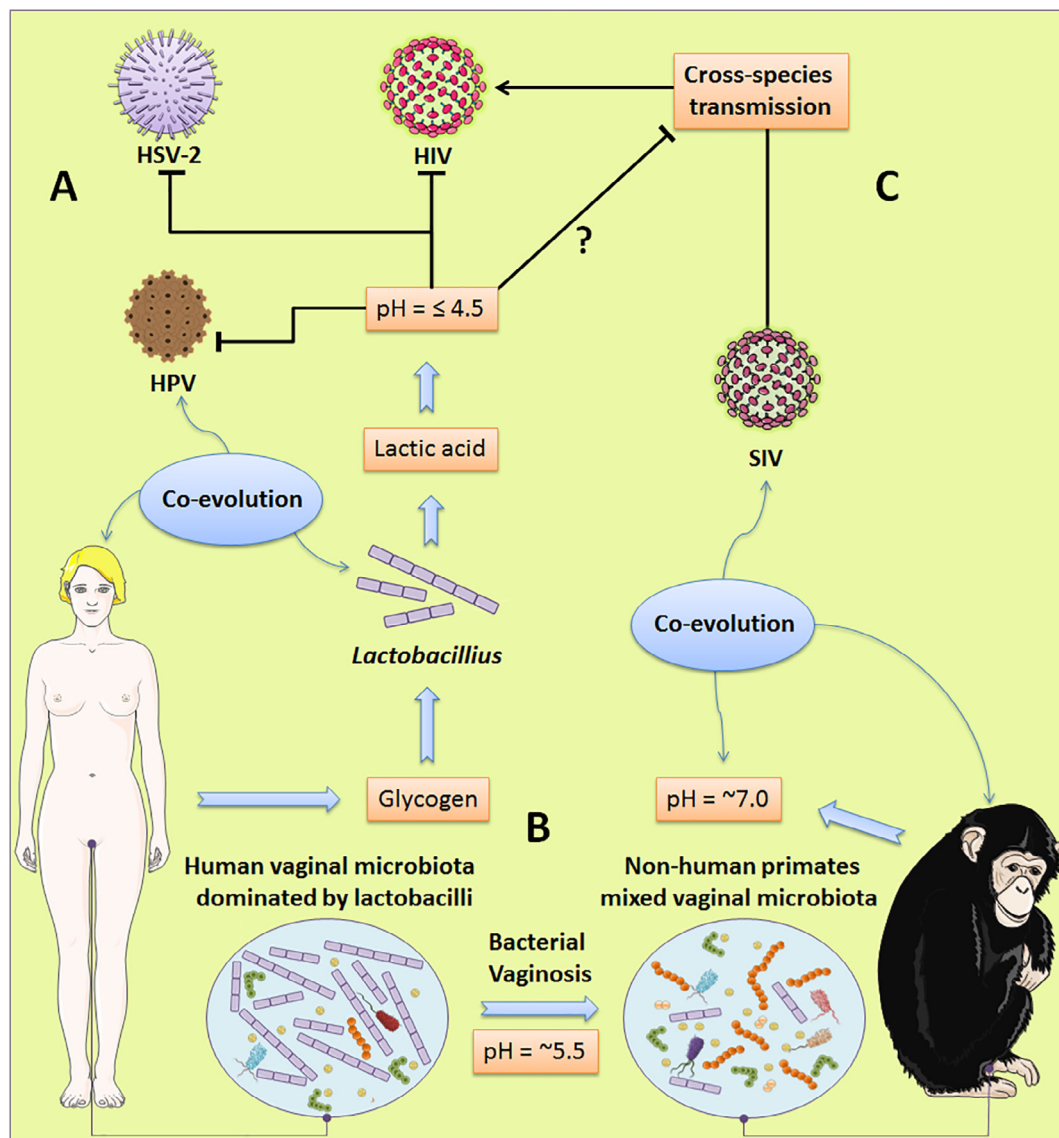 HSV-2
HIV
Cross-species
transmission
A
C
?
pH = ≤ 4.5
HPV
SIV
Lactic acid
Co-evolution
Lactobacillius
Co-evolution
Glycogen
pH = ~7.0
B
Human vaginal microbiota
dominated by lactobacilli
Non-human primates
mixed vaginal microbiota
Bacterial
Vaginosis
pH = ~5.5